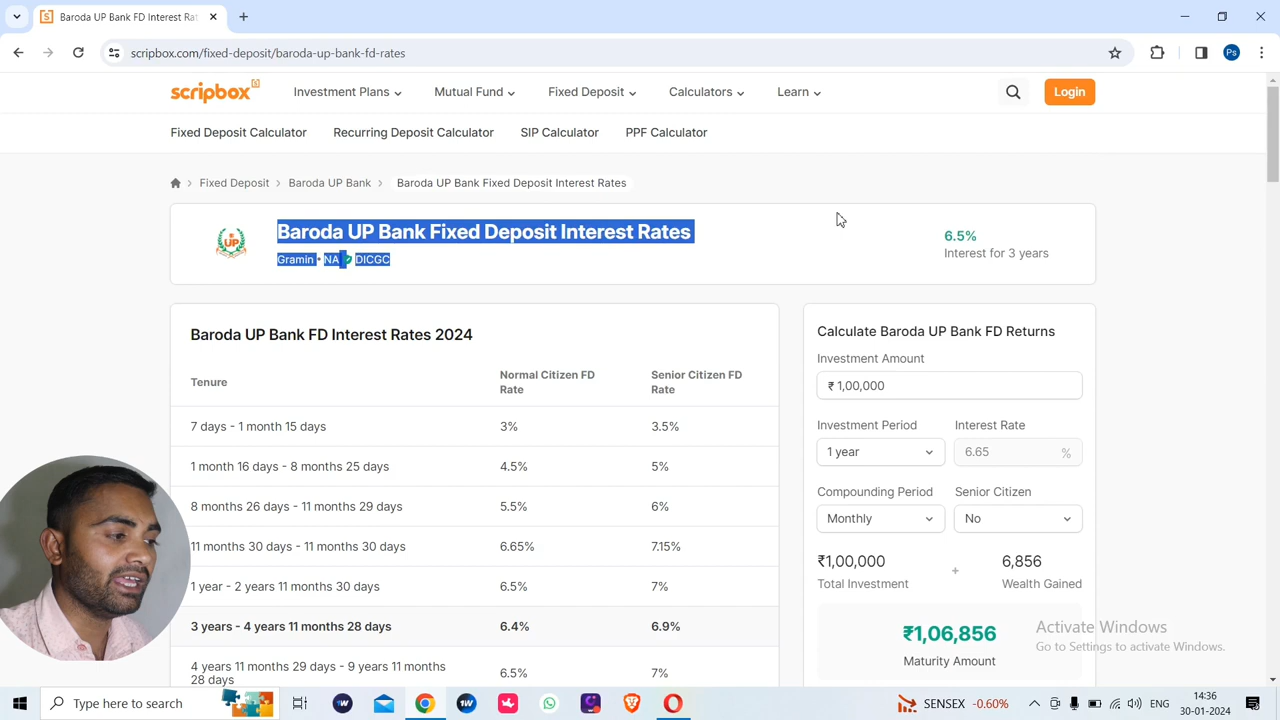 Baroda UP Bank FD Interest Rat
scripbox.com/fixed-deposit/baroda-up-bank-fd-rates
Ps
scripbox
Investment Plans
Mutual Fund
Fixed Deposit
Calculators
Learn
Login
Fixed Deposit Calculator
Recurring Deposit Calculator
SIP Calculator
PPF Calculator
Fixed Deposit
Baroda UP Bank
Baroda UP Bank Fixed Deposit Interest Rates
UP
Baroda UP Bank Fixed Deposit Interest Rates
Gramin • NA DICGC
6.5%
Interest for 3 years
Baroda UP Bank FD Interest Rates 2024
Tenure
Normal Citizen FD
Rate
Senior Citizen FD
Rate
7 days - 1 month 15 days
3%
3.5%
1 month 16 days - 8 months 25 days
4.5%
5%
8 months 26 days - 11 months 29 days
5.5%
6%
11 months 30 days - 11 months 30 days
6.65%
7.15%
1 year - 2 years 11 months 30 days
6.5%
7%
3 years - 4 years 11 months 28 days
6.4%
6.9%
4 years 11 months 29 days - 9 years 11 months
28 days
6.5%
7%
Calculate Baroda UP Bank FD Returns
Investment Amount
₹ 1,00,000
Investment Period
Interest Rate
1 year
6.65
%
Compounding Period
Senior Citizen
Monthly
No
₹1,00,000
+
6,856
Total Investment
Wealth Gained
₹1,06,856
Maturity Amount
Activate Windows
Go to Settings to activate Windows.
Type here to search
SENSEX -0.60%
ENG
14:36
30-01-2024